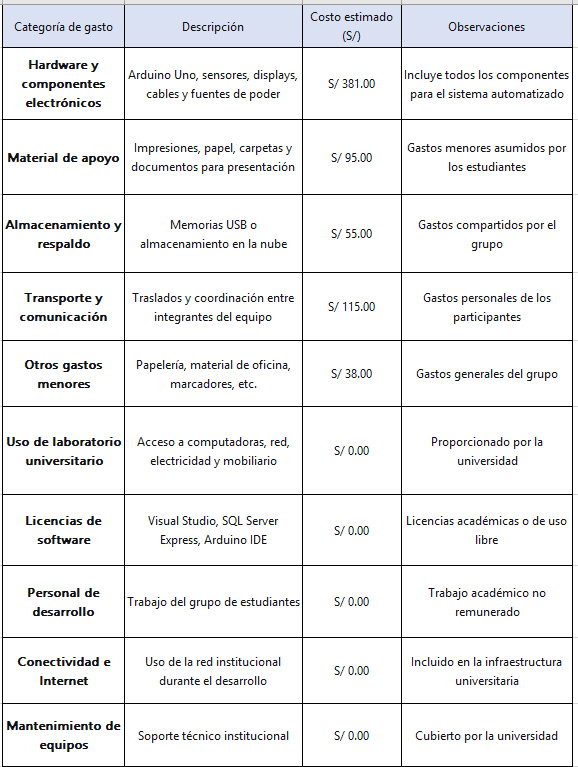 Categoría de gasto
Descripción
Costo estimado
(S/)
Observaciones
Hardware y
componentes
electrónicos
Arduino Uno, sensores, displays,
cables y fuentes de poder
S/ 381.00
Incluye todos los componentes
para el sistema automatizado
Material de apoyo
Impresiones, papel, carpetas y
documentos para presentación
S/ 95.00
Gastos menores asumidos por
los estudiantes
Almacenamiento y
respaldo
Memorias USB o
almacenamiento en la nube
S/ 55.00
Gastos compartidos por el
grupo
Transporte y
comunicación
Traslados y coordinación entre
integrantes del equipo
S/ 115.00
Gastos personales de los
participantes
Otros gastos
menores
Papelería, material de oficina,
marcadores, etc.
S/ 38.00
Gastos generales del grupo
Uso de laboratorio
universitario
Acceso a computadoras, red,
electricidad y mobiliario
S/ 0.00
Proporcionado por la
universidad
Licencias de
software
Visual Studio, SQL Server
Express, Arduino IDE
S/ 0.00
Licencias académicas o de uso
libre
Personal de
desarrollo
Trabajo del grupo de estudiantes
S/ 0.00
Trabajo académico no
remunerado
Conectividad e
Internet
Uso de la red institucional
durante el desarrollo
S/ 0.00
Incluido en la infraestructura
universitaria
Mantenimiento de
equipos
Soporte técnico institucional
S/ 0.00
Cubierto por la universidad